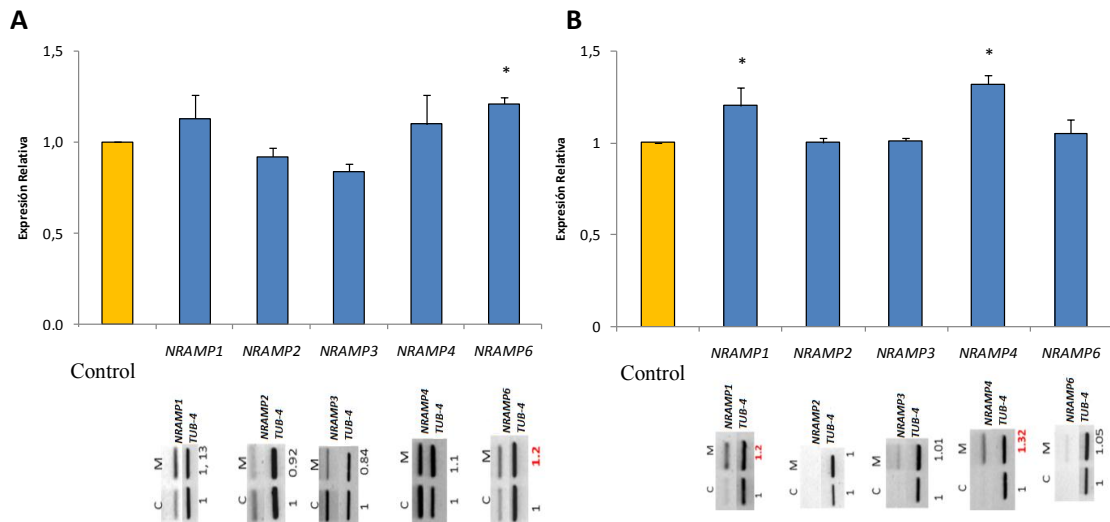 A
B
1,5
1,0
0,5
0.0
Expresión Relativa
*
NRAMP1 NRAMP2 NRAMP3 NRAMP4 NRAMP6
Control
NRAMP1
TUB-4
M
C
1, 13
1
NRAMP2
TUB-4
M
C
0.92
1
NRAMP3
TUB-4
M
C
0.84
1
NRAMP4
TUB-4
M
C
1.1
1
NRAMP6
TUB-4
M
C
1.2
1
1,5
1
0,5
0
Expresión Relativa
*
*
NRAMP1 NRAMP2 NRAMP3 NRAMP4 NRAMP6
Control
NRAMP1
TUB-4
M
C
1.2
1
NRAMP2
TUB-4
M
C
1
1
NRAMP3
TUB-4
M
C
1.01
1
NRAMP4
TUB-4
M
C
1.32
1
NRAMP6
TUB-4
M
C
1.05
1